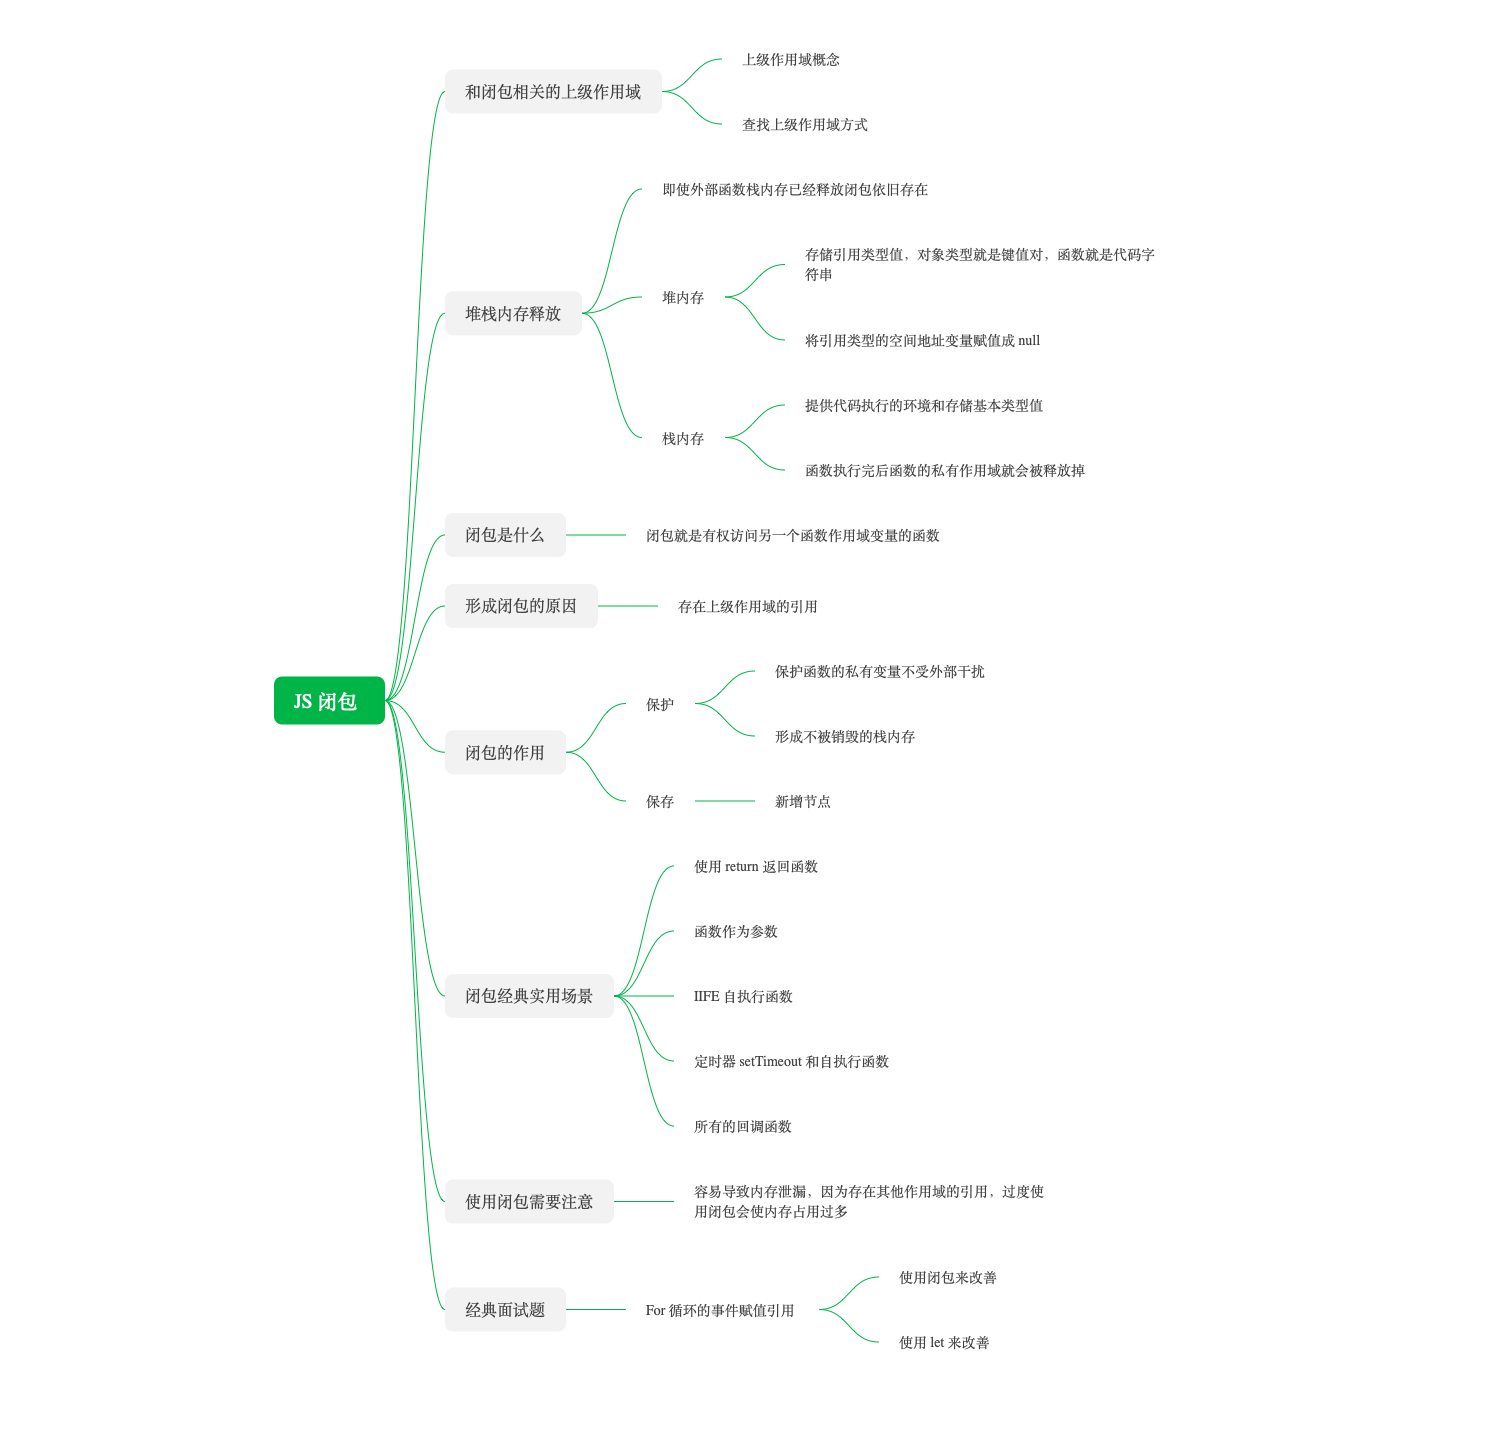 JS 闭包
和闭包相关的上级作用域
上级作用域概念
查找上级作用域方式
堆栈内存释放
即使外部函数栈内存已经释放闭包依旧存在
堆内存
存储引用类型值，对象类型就是键值对，函数就是代码字
符串
将引用类型的空间地址变量赋值成 null
栈内存
提供代码执行的环境和存储基本类型值
函数执行完后函数的私有作用域就会被释放掉
闭包是什么
闭包就是有权访问另一个函数作用域变量的函数
形成闭包的原因
存在上级作用域的引用
闭包的作用
保护
保护函数的私有变量不受外部干扰
形成不被销毁的栈内存
保存
新增节点
闭包经典实用场景
使用 return 返回函数
函数作为参数
IIFE 自执行函数
定时器 setTimeout 和自执行函数
所有的回调函数
使用闭包需要注意
容易导致内存泄漏，因为存在其他作用域的引用，过度使
用闭包会使内存占用过多
经典面试题
For 循环的事件赋值引用
使用闭包来改善
使用 let 来改善